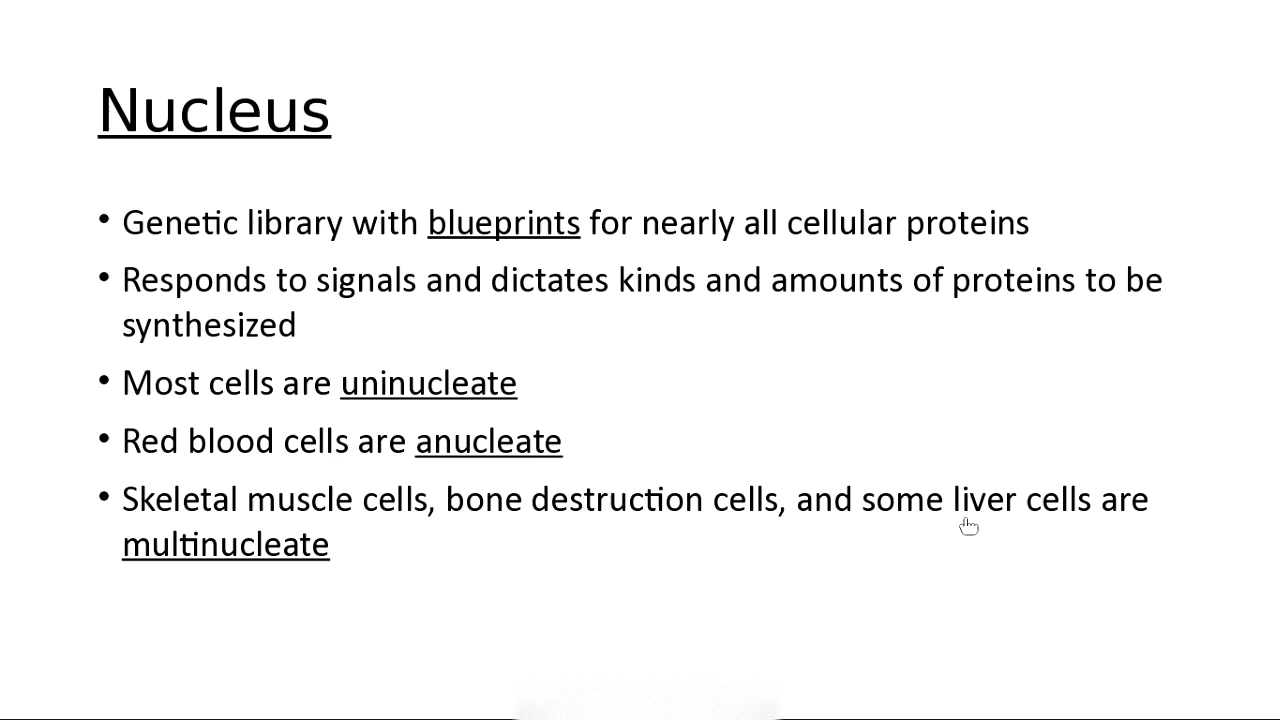 Nucleus
• Genetic library with blueprints for nearly all cellular proteins
• Responds to signals and dictates kinds and amounts of proteins to be
synthesized
• Most cells are uninucleate
• Red blood cells are anucleate
• Skeletal muscle cells, bone destruction cells, and some liver cells are
multinucleate